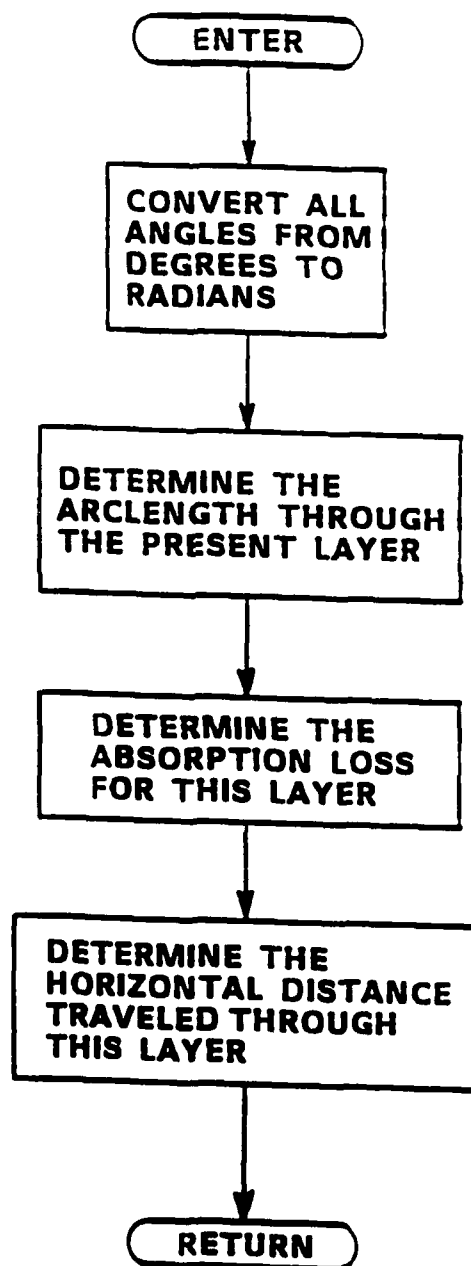 ENTER
CONVERT ALL
ANGLES FROM
DEGREES TO
RADIANS
DETERMINE THE
ARCLENGTH THROUGH
THE PRESENT LAYER
DETERMINE THE
ABSORPTION LOSS
FOR THIS LAYER
DETERMINE THE
HORIZONTAL DISTANCE
TRAVELED THROUGH
THIS LAYER
RETURN